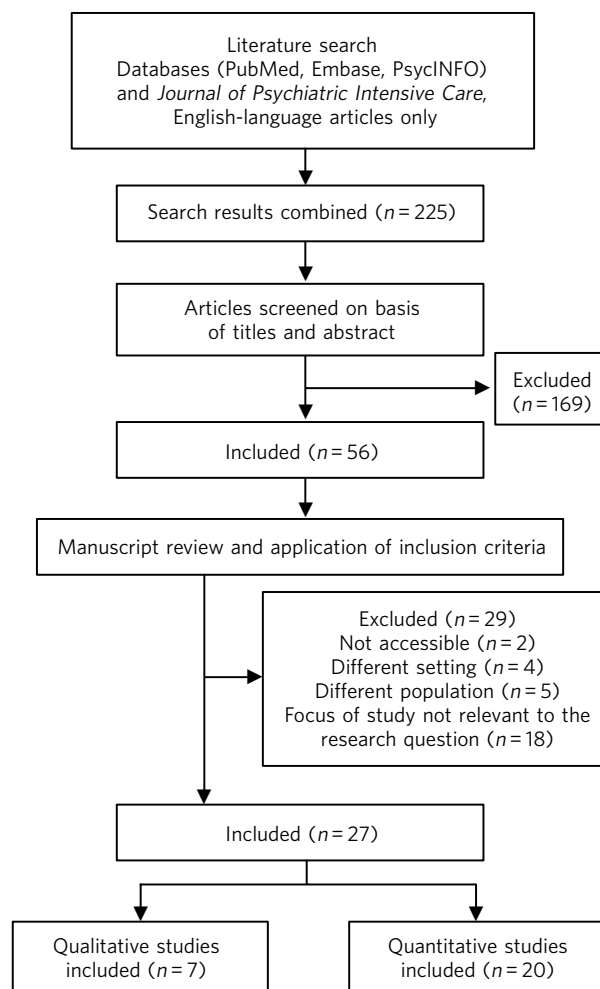 Literature search
Databases (PubMed, Embase, PsycINFO)
and Journal of Psychiatric Intensive Care,
English-language articles only
Search results combined (n = 225)
Articles screened on basis
of titles and abstract
Excluded
(n = 169)
Included (n = 56)
Manuscript review and application of inclusion criteria
Excluded (n = 29)
Not accessible (n = 2)
Different setting (n = 4)
Different population (n = 5)
Focus of study not relevant to the
research question (n = 18)
Included (n = 27)
Qualitative studies
included (n = 7)
Quantitative studies
included (n = 20)